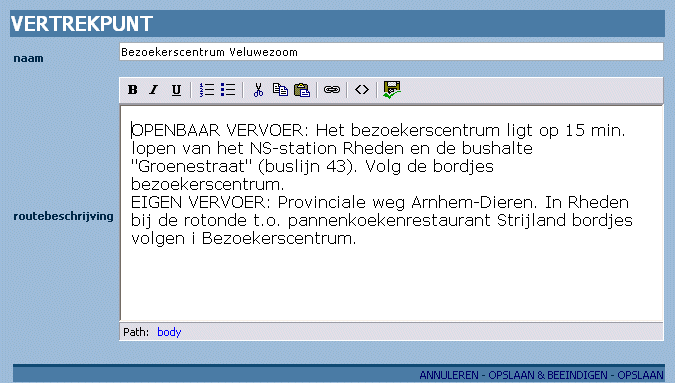 VERTREKPUNT
naam
Bezoekerscentrum Veluwezoom
B I U
routebeschrijving
OPENBAAR VERVOER: Het bezoekerscentrum ligt op 15 min.
lopen van het NS-station Rheden en de bushalte
"Groenestraat" (buslijn 43). Volg de bordjes
bezoekerscentrum.
EIGEN VERVOER: Provinciale weg Arnhem-Dieren. In Rheden
bij de rotonde t.o. pannenkoekenrestaurant Strijland bordjes
volgen i Bezoekerscentrum.
Path: body
ANNULEREN - OPSLAAN & BEEINDIGEN - OPSLAAN